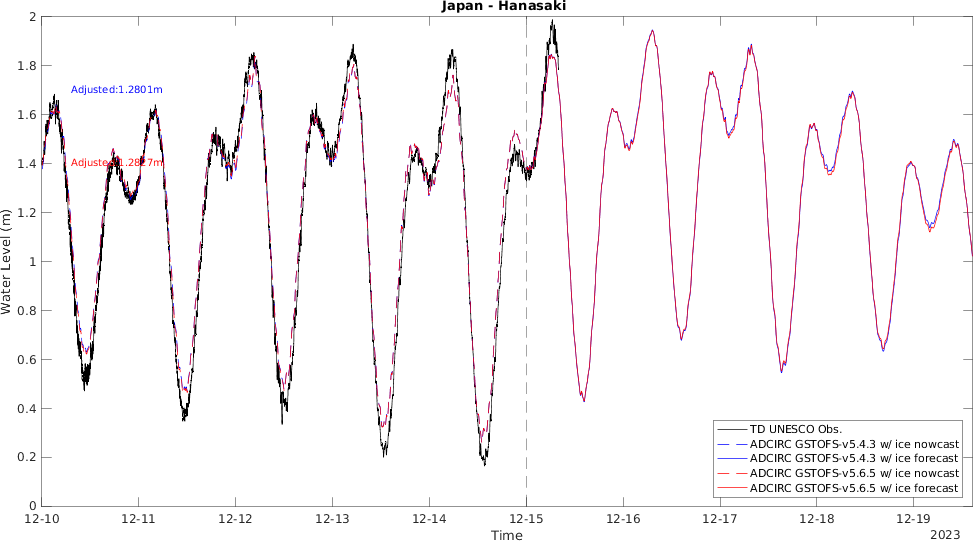 Japan - Hanasaki
2
1.8
1.6
1.4
1.2
1
0.8
0.6
0.4
0.2
0
Water Level (m)
Adjusted:1.2801m
TD UNESCO Obs.
ADCIRC GSTOFS-v5.4.3 w/ ice nowcast
ADCIRC GSTOFS-v5.4.3 w/ ice forecast
ADCIRC GSTOFS-v5.6.5 w/ ice nowcast
ADCIRC GSTOFS-v5.6.5 w/ ice forecast
12-10 12-11 12-12 12-13 12-14 12-15 12-16 12-17 12-18 12-19
Time
2023